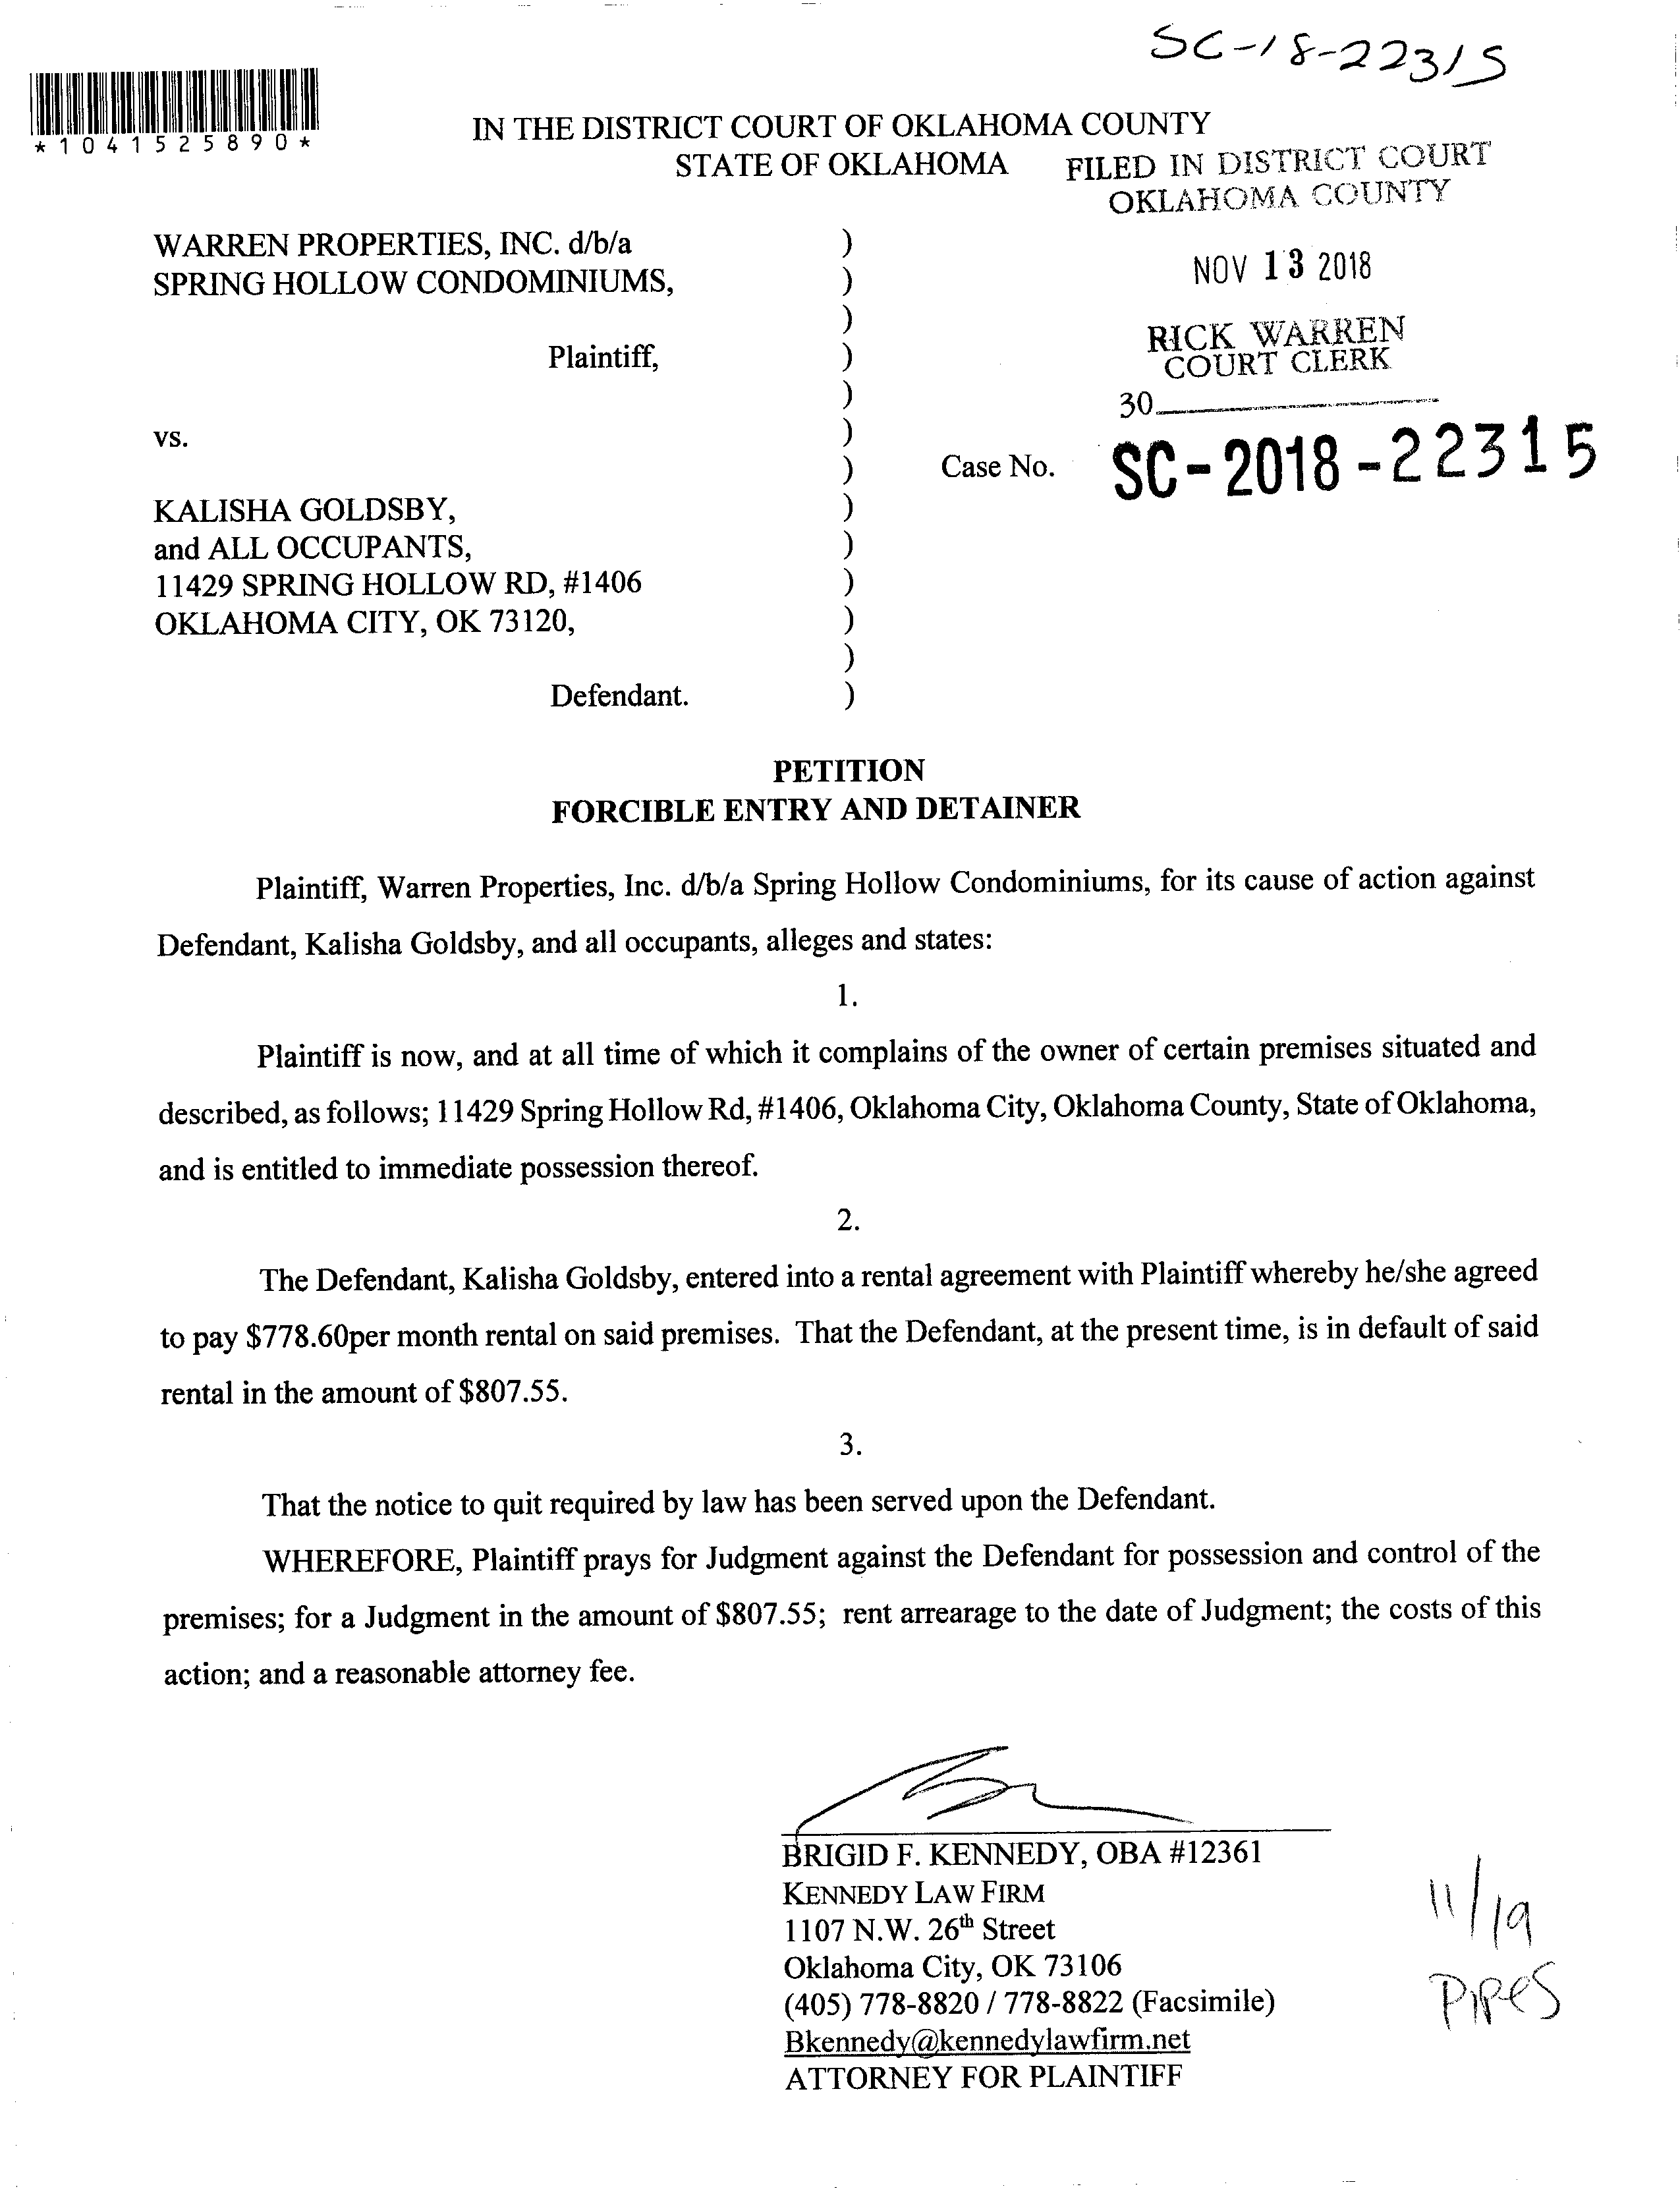 SC-18-22315
*1041525890*
IN THE DISTRICT COURT OF OKLAHOMA COUNTY
STATE OF OKLAHOMA
FILED IN DISTRICT COURT
OKLAHOMA COUNTY
WARREN PROPERTIES, INC. d/b/a )
SPRING HOLLOW CONDOMINIUMS, )
NOV 13 2018
)
Plaintiff, )
RICK WARREN
COURT CLERK
)
30
vs. )
) Case No. SC-2018-22315
KALISHA GOLDSBY, )
and ALL OCCUPANTS, )
11429 SPRING HOLLOW RD, #1406 )
OKLAHOMA CITY, OK 73120, )
)
Defendant. )
PETITION
FORCIBLE ENTRY AND DETAINER
Plaintiff, Warren Properties, Inc. d/b/a Spring Hollow Condominiums, for its cause of action against
Defendant, Kalisha Goldsby, and all occupants, alleges and states:
1.
Plaintiff is now, and at all time of which it complains of the owner of certain premises situated and
described, as follows; 11429 Spring Hollow Rd, #1406, Oklahoma City, Oklahoma County, State of Oklahoma,
and is entitled to immediate possession thereof.
2.
The Defendant, Kalisha Goldsby, entered into a rental agreement with Plaintiff whereby he/she agreed
to pay $778.60per month rental on said premises. That the Defendant, at the present time, is in default of said
rental in the amount of $807.55.
3.
That the notice to quit required by law has been served upon the Defendant.
WHEREFORE, Plaintiff prays for Judgment against the Defendant for possession and control of the
premises; for a Judgment in the amount of $807.55; rent arrearage to the date of Judgment; the costs of this
action; and a reasonable attorney fee.
BRIGID F. KENNEDY, OBA #12361
KENNEDY LAW FIRM
1107 N.W. 26th Street
Oklahoma City, OK 73106
(405) 778-8820 / 778-8822 (Facsimile)
Bkennedy@kennedylawfirm.net
ATTORNEY FOR PLAINTIFF
11/19
PIPES